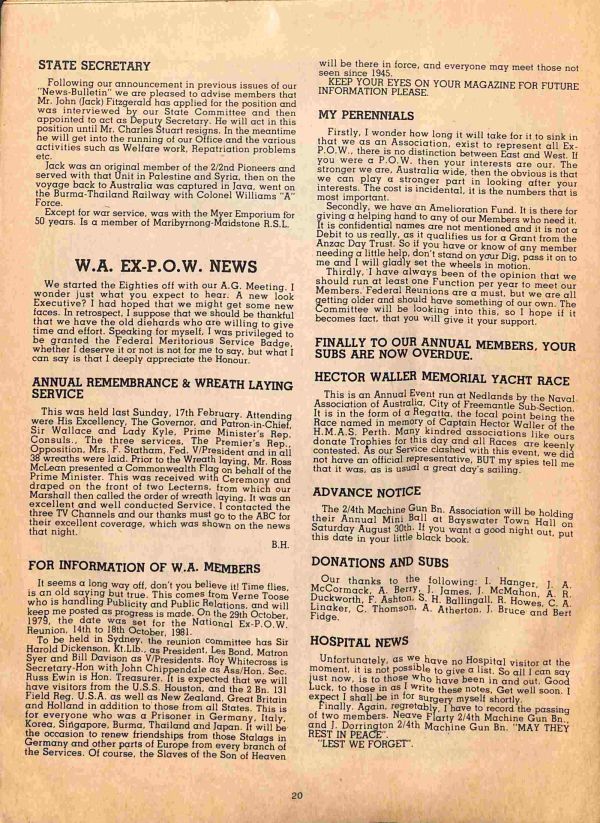 STATE SECRETARY
Following our announcement in previous issues of our
"News-Bulletin" we are pleased to advise members that
Mr. John (Jack) Fitzgerald has applied for the position and
was interviewed by our State Committee and then
appointed to act as Deputy Secretary. He will act in this
position until Mr. Charles Stuart resigns. In the meantime
he will get into the running of our Office and the various
activities such as Welfare work, Repatriation problems
etc.
Jack was an original member of the 2/2nd Pioneers and
served with that Unit in Palestine and Syria, then on the
voyage back to Australia was captured in Java, went on
the Burma-Thailand Railway with Colonel Williams "A"
Force.
Except for war service, was with the Myer Emporium for
50 years. Is a member of Maribyrnong-Maidstone R.S.L.
W.A. EX-P.O.W. NEWS
We started the Eighties off with our A.G. Meeting. I
wonder just what you expect to hear. A new look
Executive? I had hoped that we might get some new
faces. In retrospect, I suppose that we should be thankful
that we have the old diehards who are willing to give
time and effort. Speaking for myself, I was privileged to
be granted the Federal Meritorious Service Badge,
whether I deserve it or not is not for me to say, but what I
can say is that I deeply appreciate the Honour.
ANNUAL REMEMBRANCE & WREATH LAYING
SERVICE
This was held last Sunday, 17th February. Attending
were His Excellency, The Governor, and Patron-in-Chief,
Sir Wallace and Lady Kyle, Prime Minister's Rep.
Consuls., The three services, The Premier's Rep.,
Opposition, Mrs. F. Statham, Fed. V/President and in all
38 wreaths were laid. Prior to the Wreath laying, Mr. Ross
McLean presented a Commonwealth Flag on behalf of the
Prime Minister. This was received with Ceremony and
draped on the front of two Lecterns, from which our
Marshall then called the order of wreath laying. It was an
excellent and well conducted Service. I contacted the
three TV Channels and our thanks must go to the ABC for
their excellent coverage, which was shown on the news
that night.
B.H.
FOR INFORMATION OF W.A. MEMBERS
It seems a long way off, don't you believe it! Time flies,
is an old saying but true. This comes from Verne Toose
who is handling Publicity and Public Relations, and will
keep me posted as progress is made. On the 29th October,
1979, the date was set for the National Ex-P.O.W.
Reunion, 14th to 18th October, 1981.
To be held in Sydney, the reunion committee has Sir
Harold Dickenson, Kt.Llb., as President, Les Bond, Matron
Syer and Bill Davison as V/Presidents. Roy Whitecross is
Secretary-Hon with John Chippendale as Ass/Hon. Sec.
Russ Ewin is Hon. Treasurer. It is expected that we will
have visitors from the U.S.S. Houston, and the 2 Bn. 131
Field Reg. U.S.A. as well as New Zealand, Great Britain
and Holland in addition to those from all States. This is
for everyone who was a Prisoner in Germany, Italy,
Korea, Singapore, Burma, Thailand and Japan. It will be
the occasion to renew friendships from those Stalags in
Germany and other parts of Europe from every branch of
the Services. Of course, the Slaves of the Son of Heaven
will be there in force, and everyone may meet those not
seen since 1945.
KEEP YOUR EYES ON YOUR MAGAZINE FOR FUTURE
INFORMATION PLEASE.
MY PERENNIALS
Firstly, I wonder how long it will take for it to sink in
that we as an Association, exist to represent all Ex-
P.O.W., there is no distinction between East and West. If
you were a P.O.W. then your interests are our. The
stronger we are, Australia wide, then the obvious is that
we can play a stronger part in looking after your
interests. The cost is incidental, it is the numbers that is
most important.
Secondly, we have an Amelioration Fund. It is there for
giving a helping hand to any of our Members who need it.
It is confidential names are not mentioned and it is not a
Debit to us really, as it qualifies us for a Grant from the
Anzac Day Trust. So if you have or know of any member
needing a little help, don't stand on your Dig, pass it on to
me and I will gladly set the wheels in motion.
Thirdly, I have always been of the opinion that we
should run at least one Function per year to meet our
Members. Federal Reunions are a must, but we are all
getting older and should have something of our own. The
Committee will be looking into this, so I hope if it
becomes fact, that you will give it your support.
FINALLY TO OUR ANNUAL MEMBERS, YOUR
SUBS ARE NOW OVERDUE.
HECTOR WALLER MEMORIAL YACHT RACE
This is an Annual Event run at Nedlands by the Naval
Association of Australia, City of Freemantle Sub-Section.
It is in the form of a Regatta, the focal point being the
Race named in memory of Captain Hector Waller of the
H.M.A.S. Perth. Many kindred associations like ours
donate Trophies for this day and all Races are keenly
contested. As our Service clashed with this event, we did
not have an official representative, BUT my spies tell me
that it was, as is usual a great day's sailing.
ADVANCE NOTICE
The 2/4th Machine Gun Bn. Association will be holding
their Annual Mini Ball at Bayswater Town Hall on
Saturday August 30th. If you want a good night out, put
this date in your little black book.
DONATIONS AND SUBS
Our thanks to the following: I. Hanger, J. A.
McCormack, A. Berry, J. James, J. McMahon, A. R.
Duckworth, F. Ashton, S. H. Ballingall, R. Howes, C. A.
Linaker, C. Thomson, A. Atherton, J. Bruce and Bert
Fidge.
HOSPITAL NEWS
Unfortunately, as we have no Hospital visitor at the
moment, it is not possible to give a list. So all I can say
just now, is to those who have been in and out, Good
Luck, to those in as I write these notes, Get well soon. I
expect I shall be in for surgery myself shortly.
Finally. Again, regretably, I have to record the passing
of two members. Neave Flarty 2/4th Machine Gun Bn.,
and J. Dorrington 2/4th Machine Gun Bn. "MAY THEY
REST IN PEACE".
"LEST WE FORGET".
20